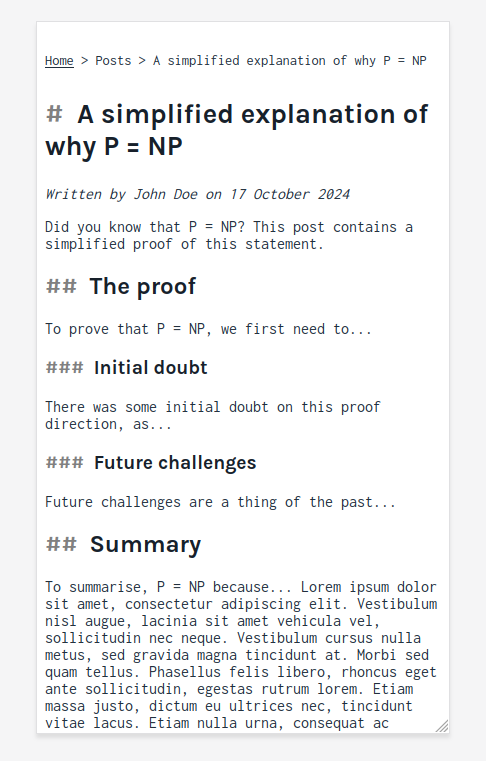 Home > Posts > A simplified explanation of why P = NP
# A simplified explanation of
why P = NP
Written by John Doe on 17 October 2024
Did you know that P = NP? This post contains a
simplified proof of this statement.
## The proof
To prove that P = NP, we first need to...
### Initial doubt
There was some initial doubt on this proof
direction, as...
### Future challenges
Future challenges are a thing of the past...
## Summary
To summarise, P = NP because... Lorem ipsum dolor
sit amet, consectetur adipiscing elit. Vestibulum
nisl augue, lacinia sit amet vehicula vel,
sollicitudin nec neque. Vestibulum cursus nulla
metus, sed gravida magna tincidunt at. Morbi sed
quam tellus. Phasellus felis libero, rhoncus eget
ante sollicitudin, egestas rutrum lorem. Etiam
massa justo, dictum eu ultrices nec, tincidunt
vitae lacus. Etiam nulla urna, consequat ac